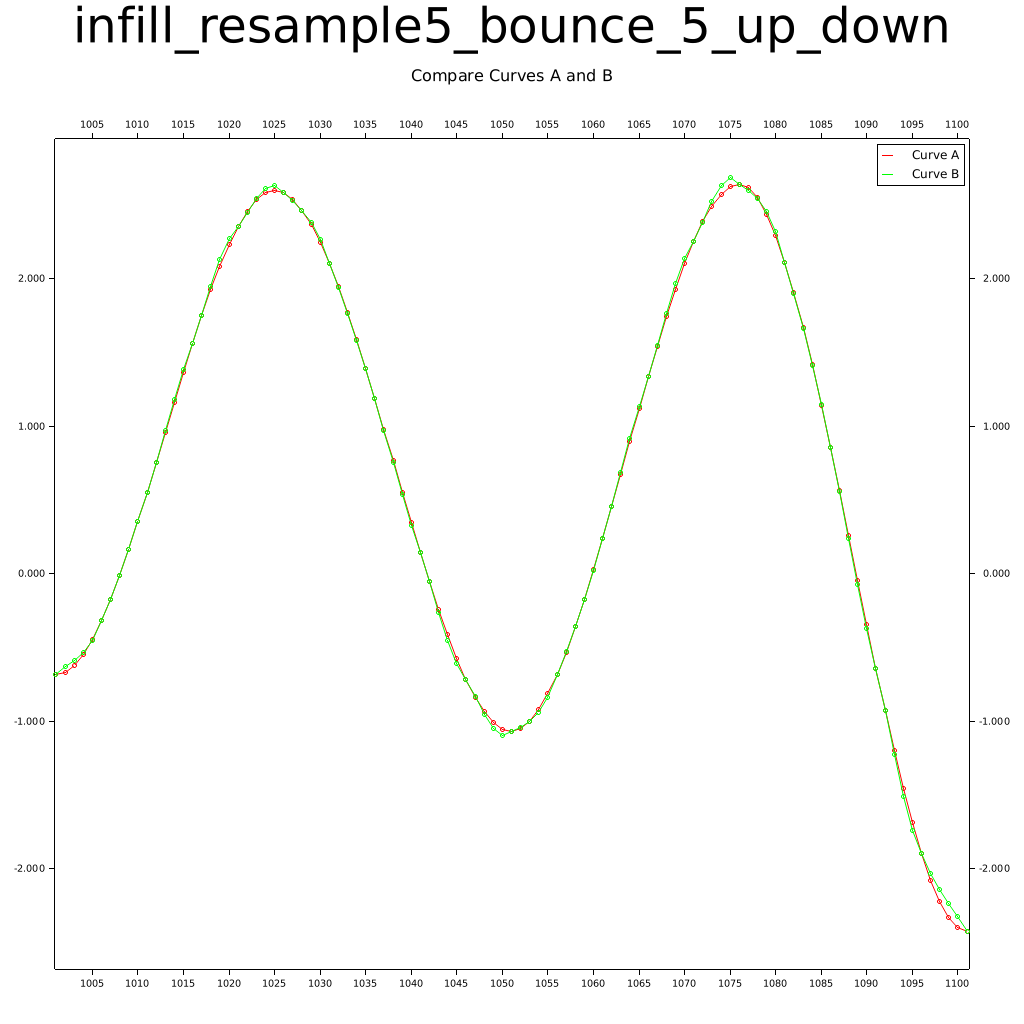 infill_resample5_bounce_5_up_down
Compare Curves A and B
1005 1010 1015 1020 1025 1030 1035 1040 1045 1050 1055 1060 1065 1070 1075 1080 1085 1090 1095 1100
Curve A
Curve B
2.000 2.000
1.000 1.000
0.000 0.000
-1.000 -1.000
-2.000 -2.000
1005 1010 1015 1020 1025 1030 1035 1040 1045 1050 1055 1060 1065 1070 1075 1080 1085 1090 1095 1100